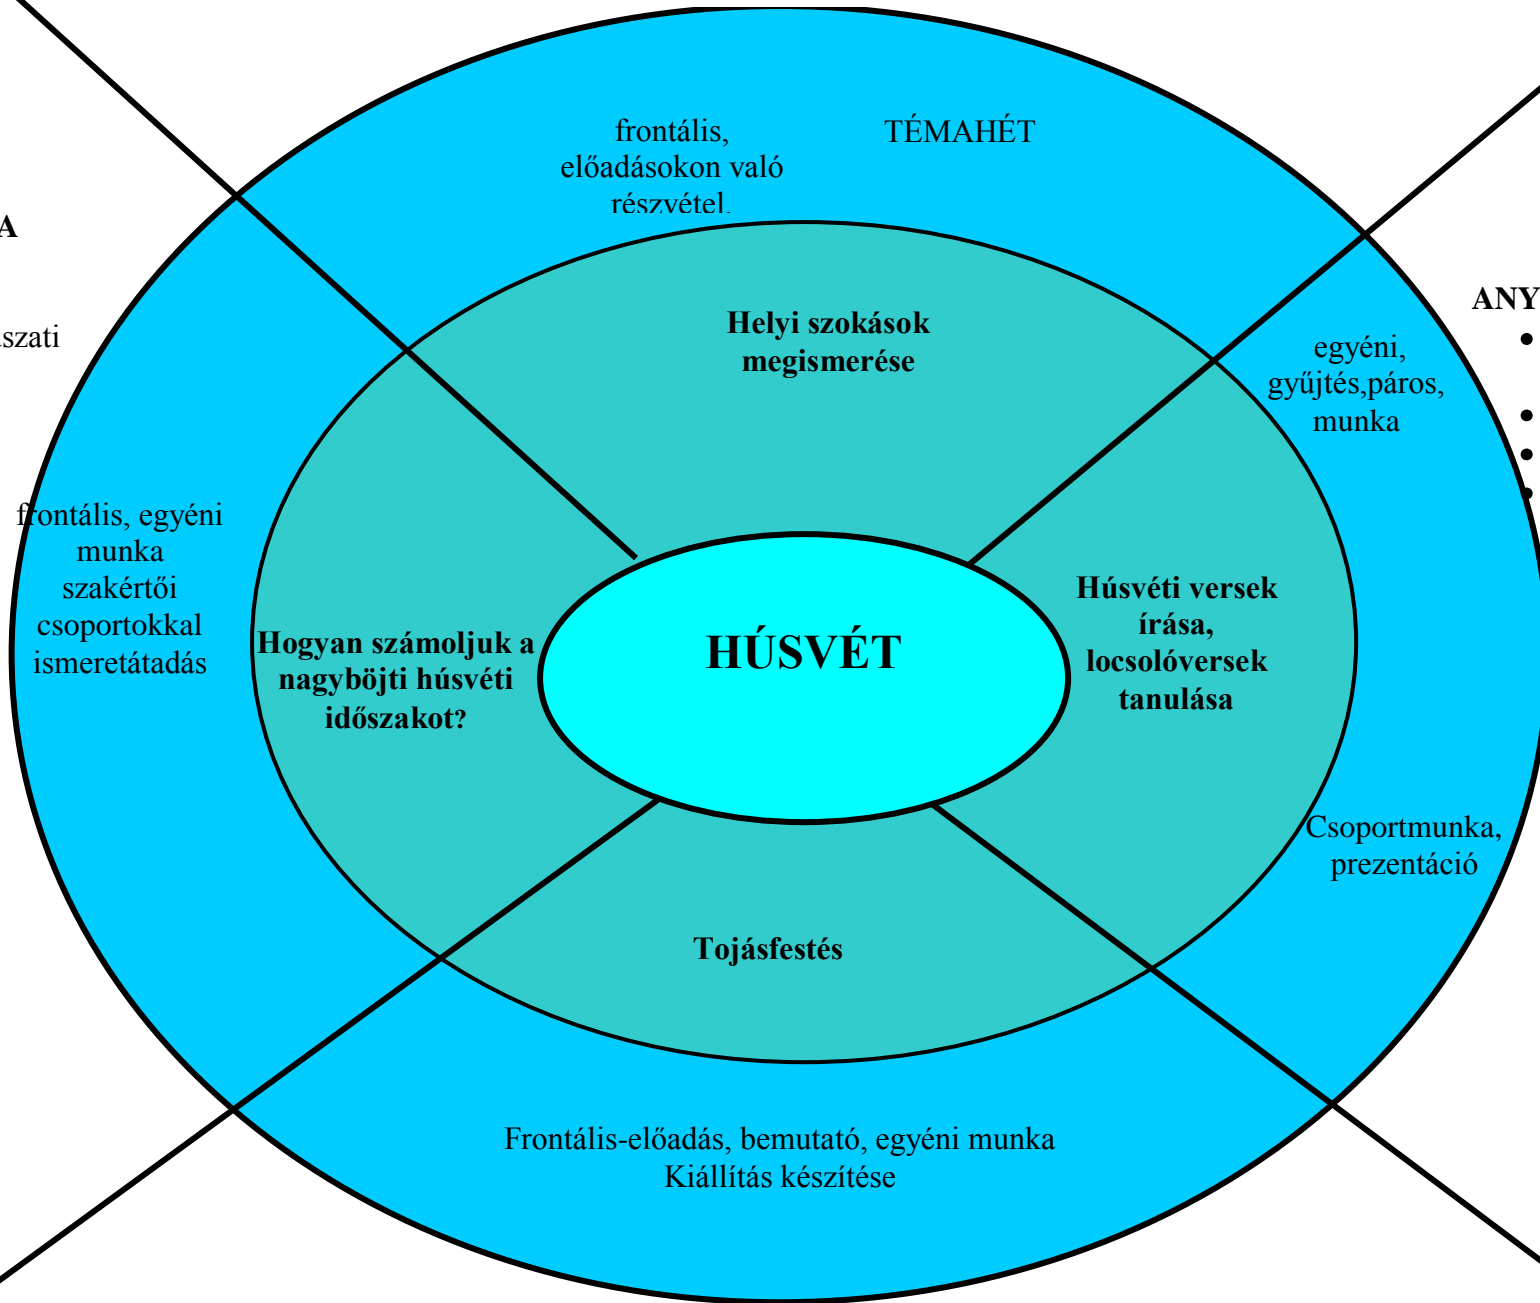 frontális,
előadásokon való
részvétel.
TÉMAHÉT
A
szati
Helyi szokások
megismerése
ANY
•
•
•
•
egyéni,
gyűjtés,páros,
munka
frontális, egyéni
munka
szakértői
csoportokkal
ismeretátadás
Hogyan számoljuk a
nagyböjti húsvéti
időszakot?
HÚSVÉT
Húsvéti versek
írása,
locsolóversek
tanulása
Csoportmunka,
prezentáció
Tojásfestés
Frontális-előadás, bemutató, egyéni munka
Kiállítás készítése